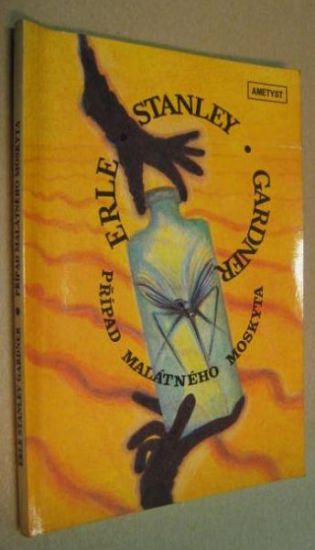 AMETYST
ERLE STANLEY GARDNER
PŘÍPAD MALÁTNÉHO MOSKYTA
ERLE STANLEY GARDNER • PŘÍPAD MALÁTNÉHO MOSKYTA